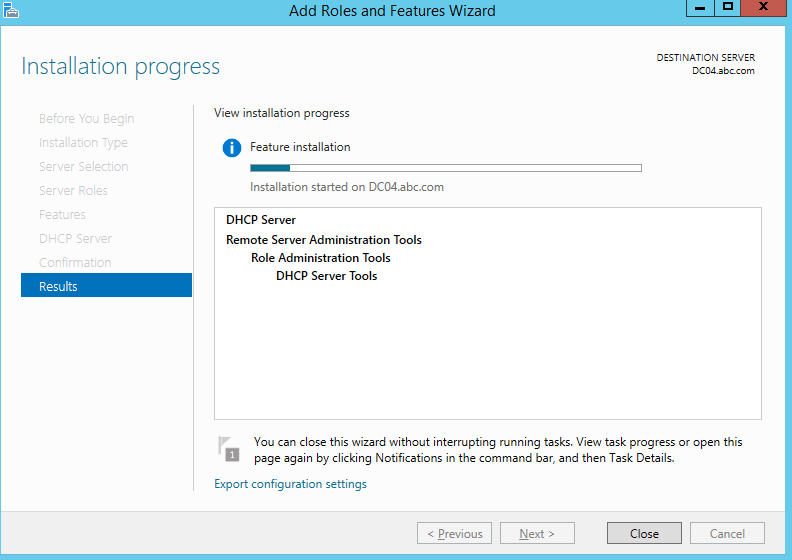 Add Roles and Features Wizard
Installation progress
DESTINATION SERVER
DC04.abc.com
Before You Begin
Installation Type
Server Selection
Server Roles
Features
DHCP Server
Confirmation
Results
View installation progress
Feature installation
Installation started on DC04.abc.com
DHCP Server
Remote Server Administration Tools
Role Administration Tools
DHCP Server Tools
1
You can close this wizard without interrupting running tasks. View task progress or open this
page again by clicking Notifications in the command bar, and then Task Details.
Export configuration settings
< Previous
Next >
Close
Cancel